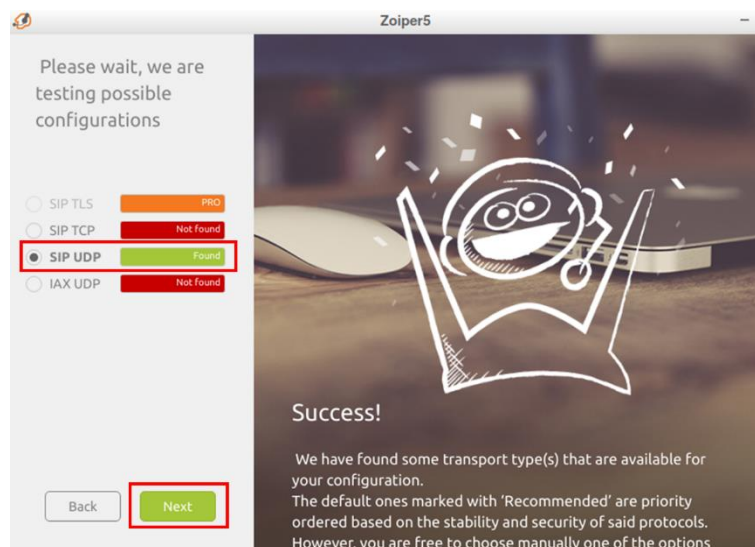 Zoiper5
Please wait, we are
testing possible
configurations
SIP TLS PRO
SIP TCP Not found
SIP UDP Found
IAX UDP Not found
Back Next
Success!
We have found some transport type(s) that are available for
your configuration.
The default ones marked with ‘Recommended’ are priority
ordered based on the stability and security of said protocols.
However, you are free to choose manually one of the options